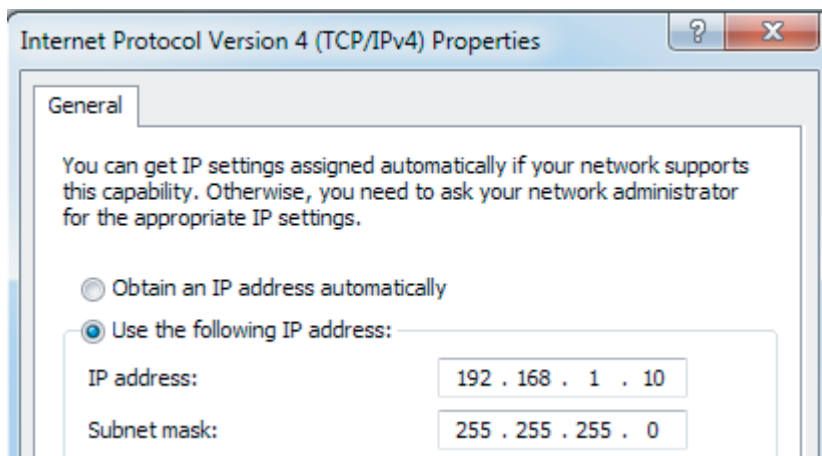 Internet Protocol Version 4 (TCP/IPv4) Properties
General
You can get IP settings assigned automatically if your network supports
this capability. Otherwise, you need to ask your network administrator
for the appropriate IP settings.
Obtain an IP address automatically
Use the following IP address:
IP address: 192 . 168 . 1 . 10
Subnet mask: 255 . 255 . 255 . 0